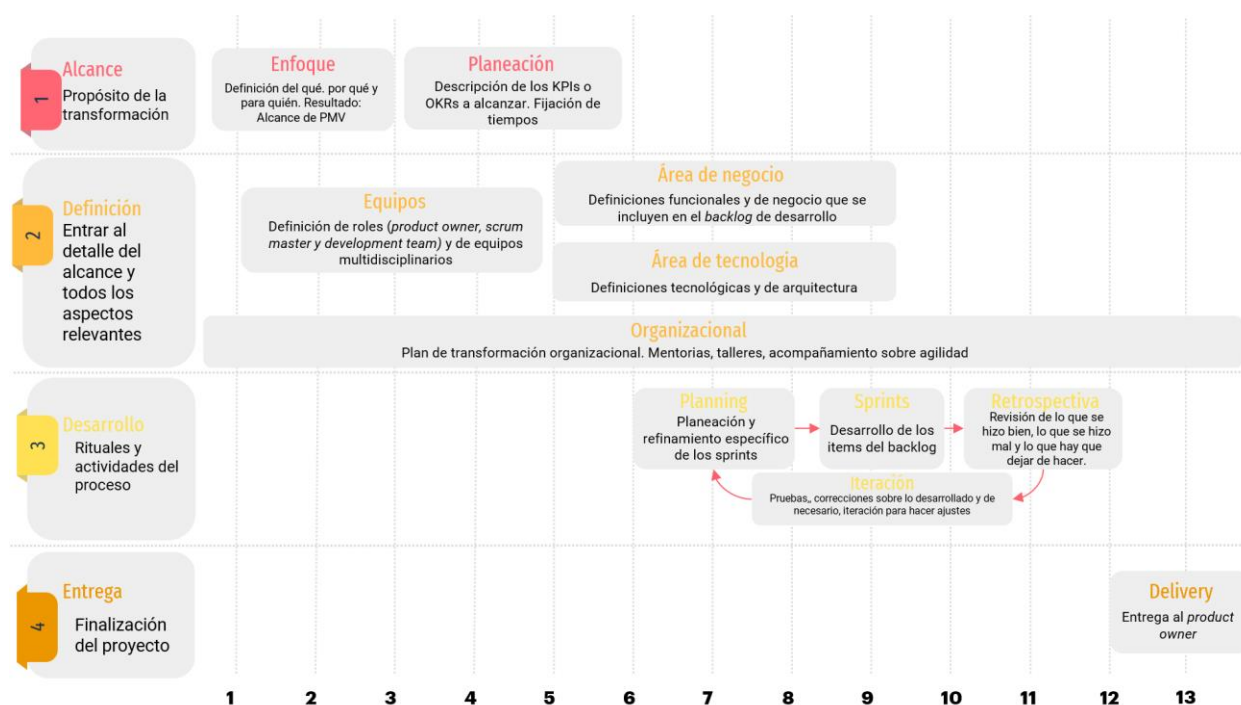 1
Alcance
Propósito de la
transformación
Enfoque
Definición del qué. por qué y
para quién. Resultado:
Alcance de PMV
Planeación
Descripción de los KPIs o
OKRs a alcanzar. Fijación de
tiempos
2
Definición
Entrar al
detalle del
alcance y
todos los
aspectos
relevantes
Equipos
Definición de roles (product owner, scrum
master y development team) y de equipos
multidisciplinarios
Área de negocio
Definiciones funcionales y de negocio que se
incluyen en el backlog de desarrollo
Área de tecnologia
Definiciones tecnológicas y de arquitectura
Organizacional
Plan de transformación organizacional. Mentorias, talleres, acompañamiento sobre agilidad
3
Desarrollo
Rituales y
actividades del
proceso
Planning
Planeación y
refinamiento específico
de los sprints
Sprints
Desarrollo de los
items del backlog
Retrospectiva
Revisión de lo que se
hizo bien, lo que se hizo
mal y lo que hay que
dejar de hacer.
Iteración
Pruebas,, correcciones sobre lo desarrollado y de
necesario, iteración para hacer ajustes
4
Entrega
Finalización
del proyecto
Delivery
Entrega al product
owner
1 2 3 4 5 6 7 8 9 10 11 12 13